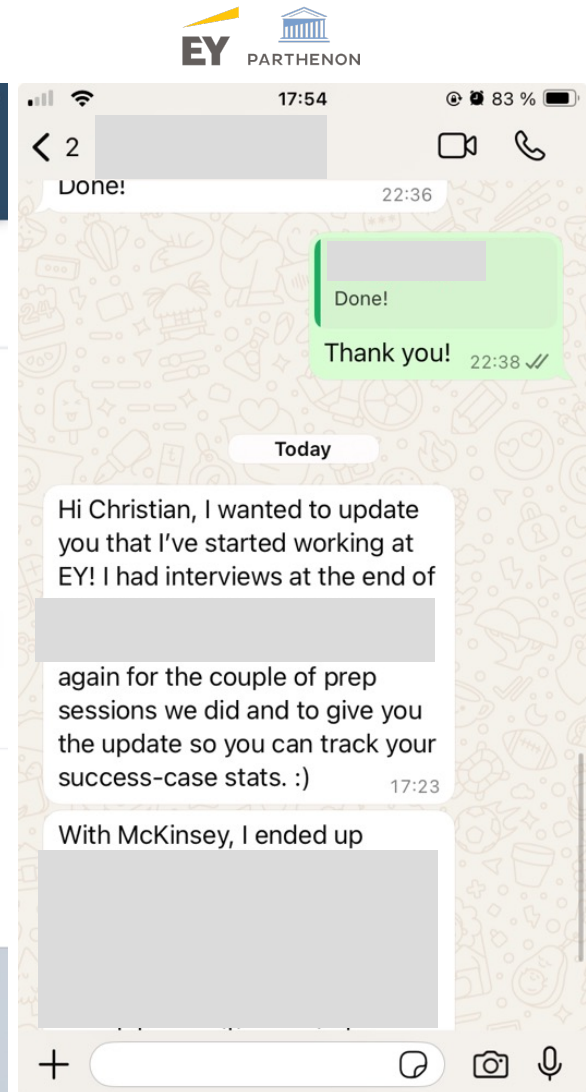 EY PARTHENON
17:54
83 %
2
Done!
22:36
Done!
Thank you!
22:38
Today
Hi Christian, I wanted to update
you that I've started working at
EY! I had interviews at the end of
again for the couple of prep
sessions we did and to give you
the update so you can track your
success-case stats. :)
17:23
With McKinsey, I ended up